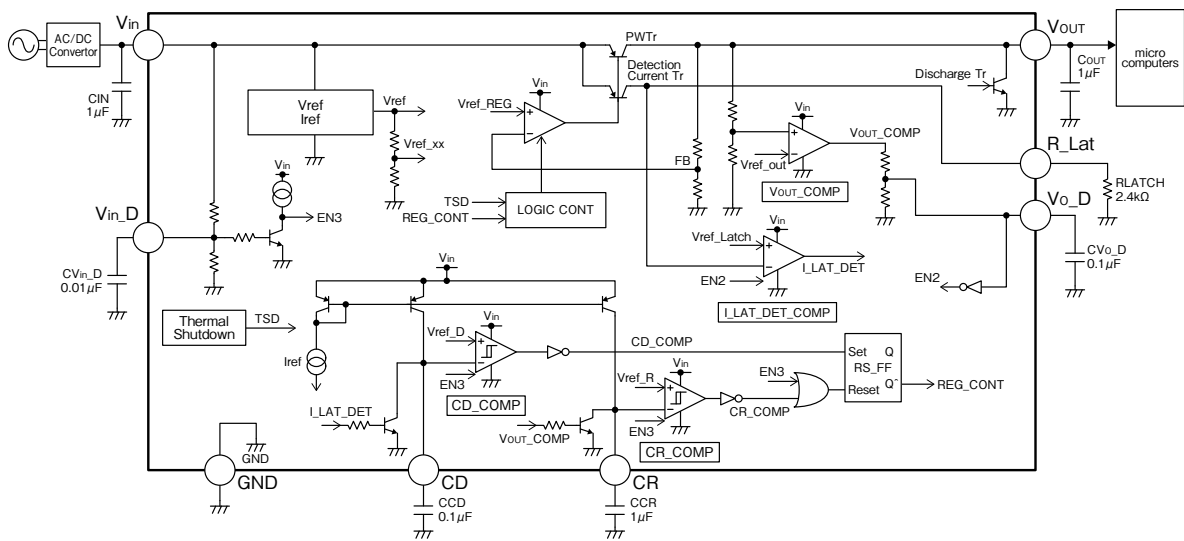 Vin
VOUT
AC/DC
Convertor
PWTr
Detection
Current Tr
Discharge Tr
COUT
1μF
micro
computers
CIN
1μF
Vref
Iref
Vref
Vref_xx
Vref_REG
Vin
Vin
VOUT_COMP
Vref_out
VOUT_COMP
FB
R_Lat
RLATCH
2.4kΩ
Vin
EN3
TSD
REG_CONT
LOGIC CONT
Vin_D
VO_D
CVin_D
0.01μF
CVO_D
0.1μF
Vref_Latch
Vin
I_LAT_DET
EN2
EN2
I_LAT_DET_COMP
Vin
Thermal
Shutdown
TSD
Iref
Vref_D
Vin
CD_COMP
EN3
CD_COMP
Set Q
RS_FF
Reset Qˆ
REG_CONT
Vref_R
Vin
EN3
CR_COMP
EN3
CR_COMP
I_LAT_DET
VOUT_COMP
GND
GND
CD
CR
CCD
0.1μF
CCR
1μF